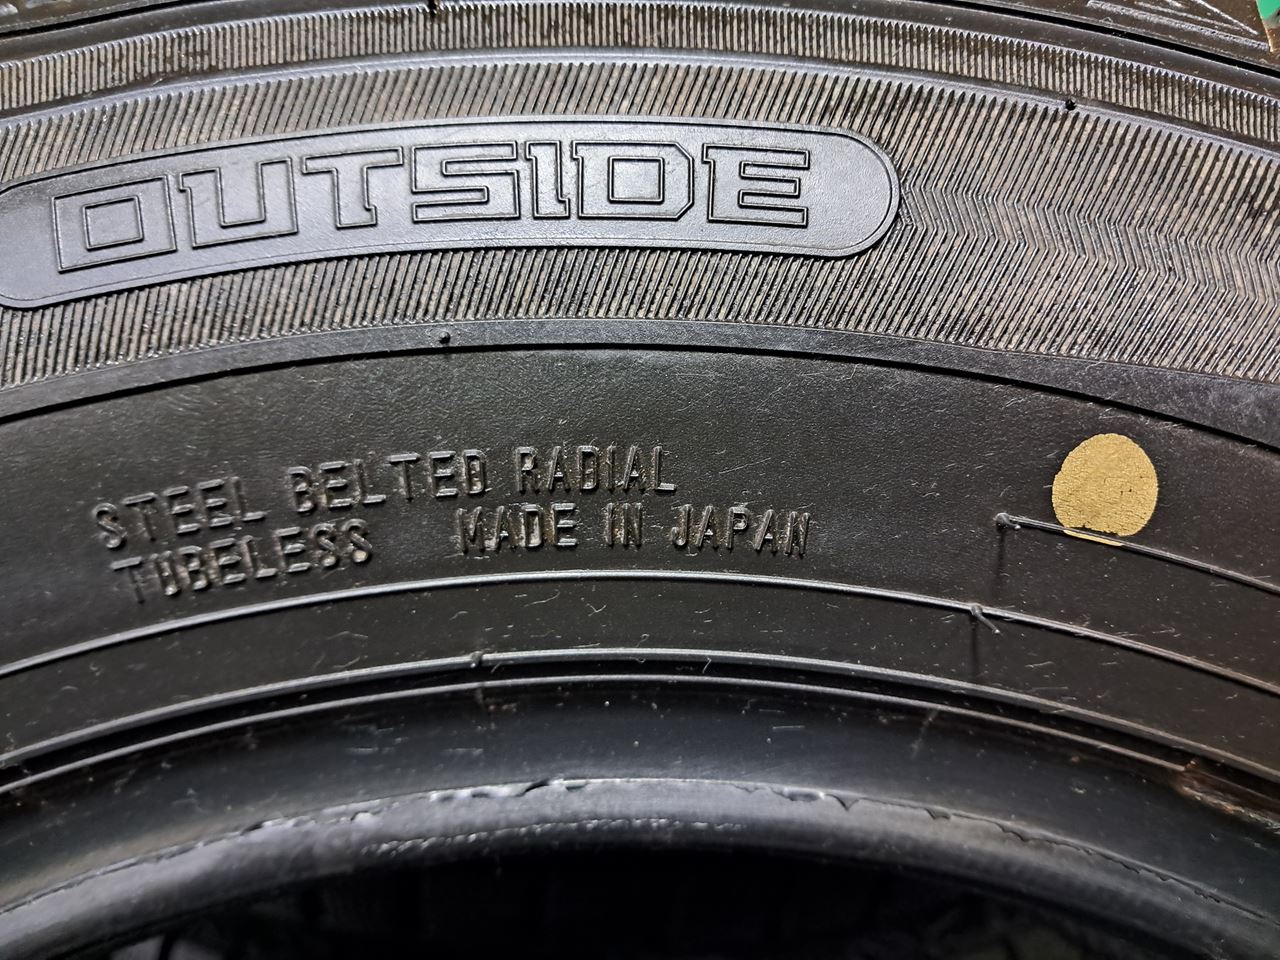 OUTSIDE
STEEL BELTED RADIAL
TUBELESS MADE IN JAPAN